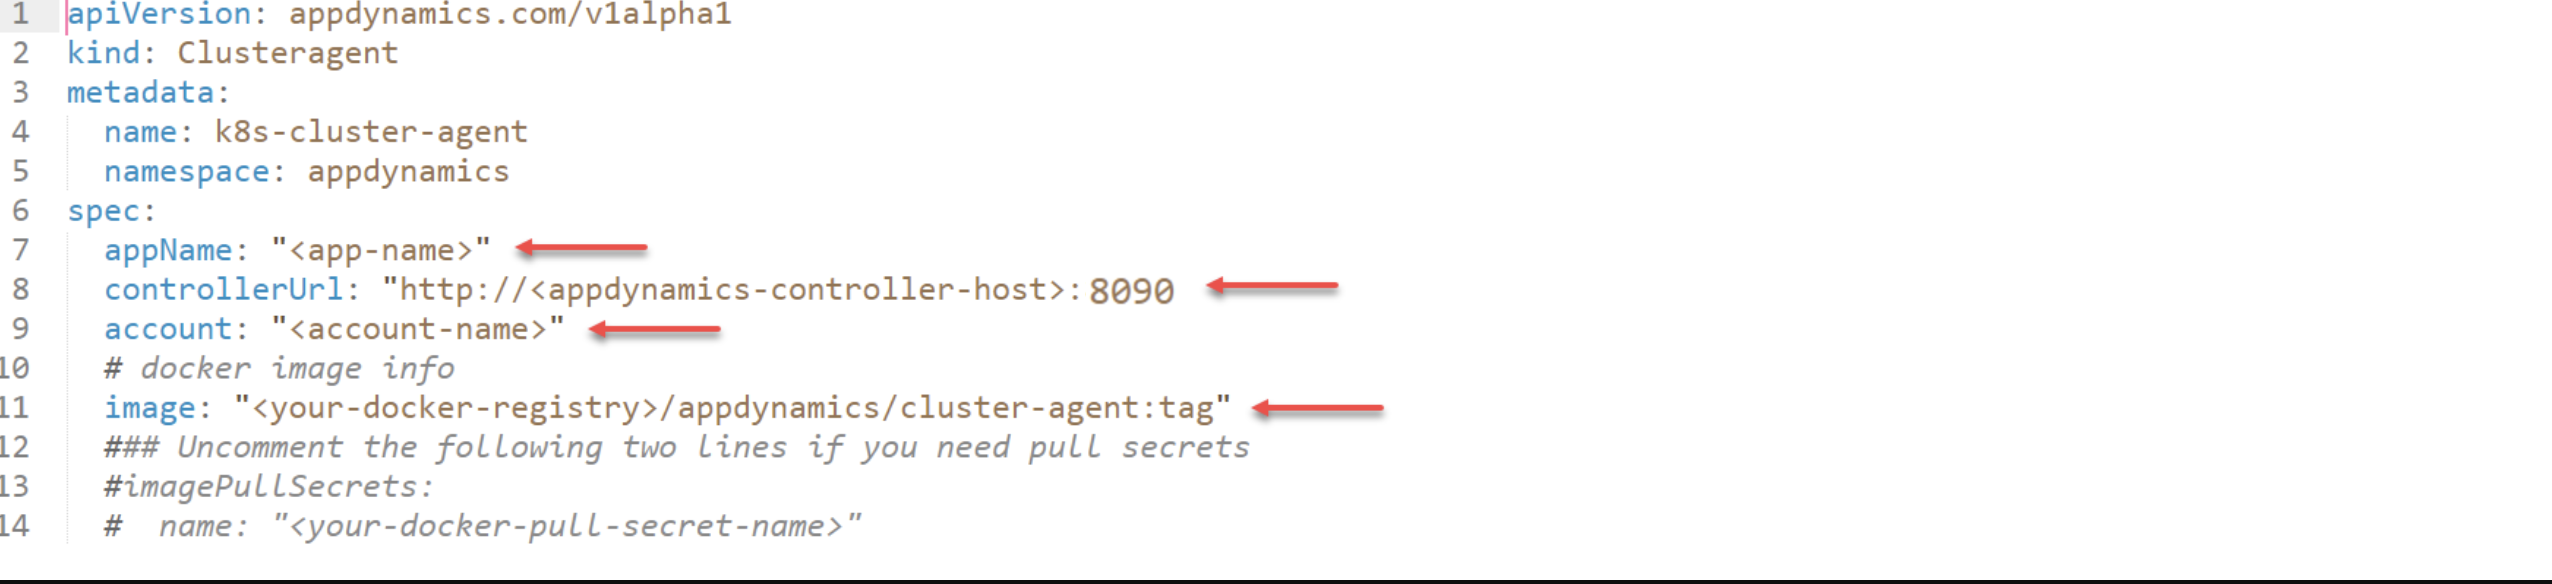 1 apiVersion: appdynamics.com/v1alpha1
2 kind: Clusteragent
3 metadata:
4   name: k8s-cluster-agent
5   namespace: appdynamics
6 spec:
7   appName: "<app-name>"
8   controllerUrl: "http://<appdynamics-controller-host>:8090
9   account: "<account-name>"
10   # docker image info
11   image: "<your-docker-registry>/appdynamics/cluster-agent:tag"
12   ### Uncomment the following two lines if you need pull secrets
13   #imagePullSecrets:
14   #  name: "<your-docker-pull-secret-name>"